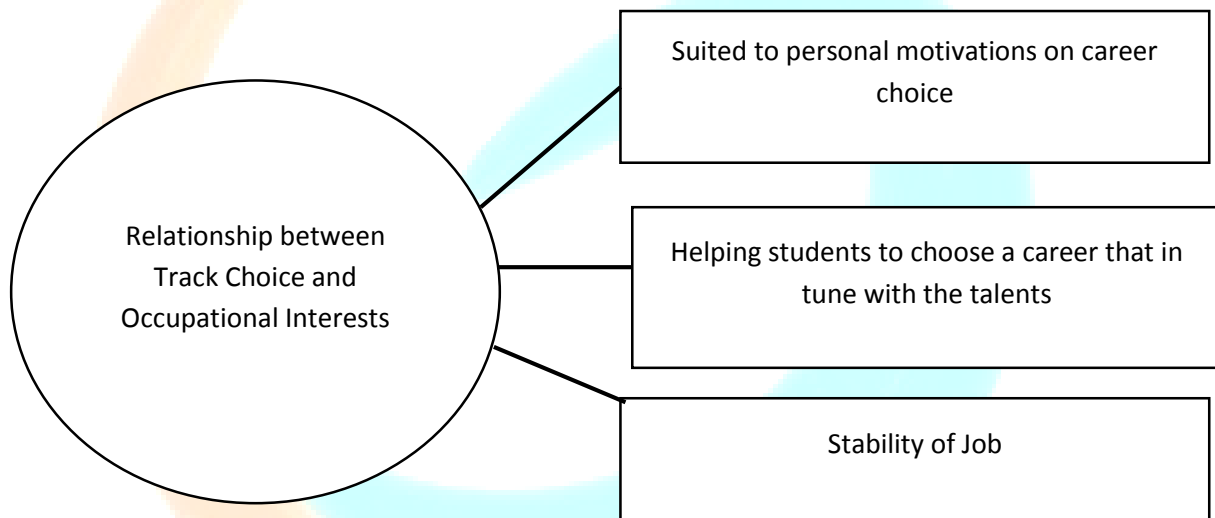 Relationship between
Track Choice and
Occupational Interests
Suited to personal motivations on career
choice
Helping students to choose a career that in
tune with the talents
Stability of Job